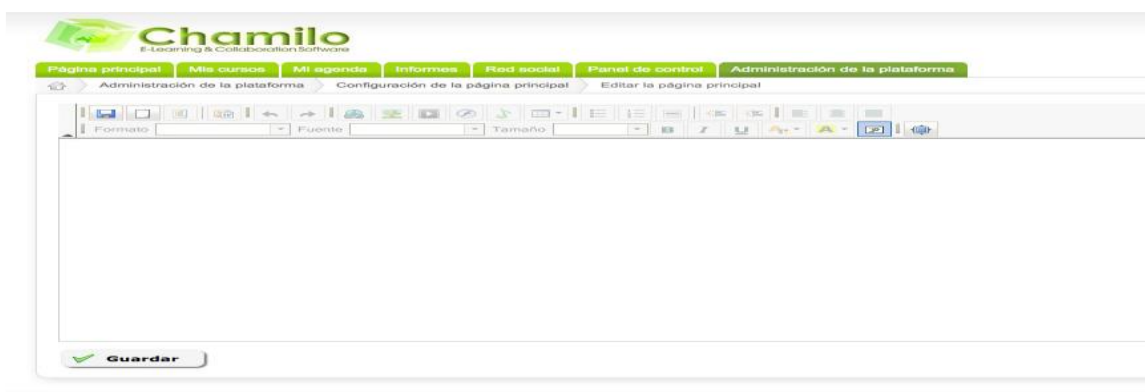 Chamilo
E-Learning & Collaboration Software
Página principal Mis cursos Mi agenda Informes Red social Panel de control Administración de la plataforma
Administración de la plataforma Configuración de la página principal Editar la página principal
Formato Fuente Tamaño B I U A
Guardar